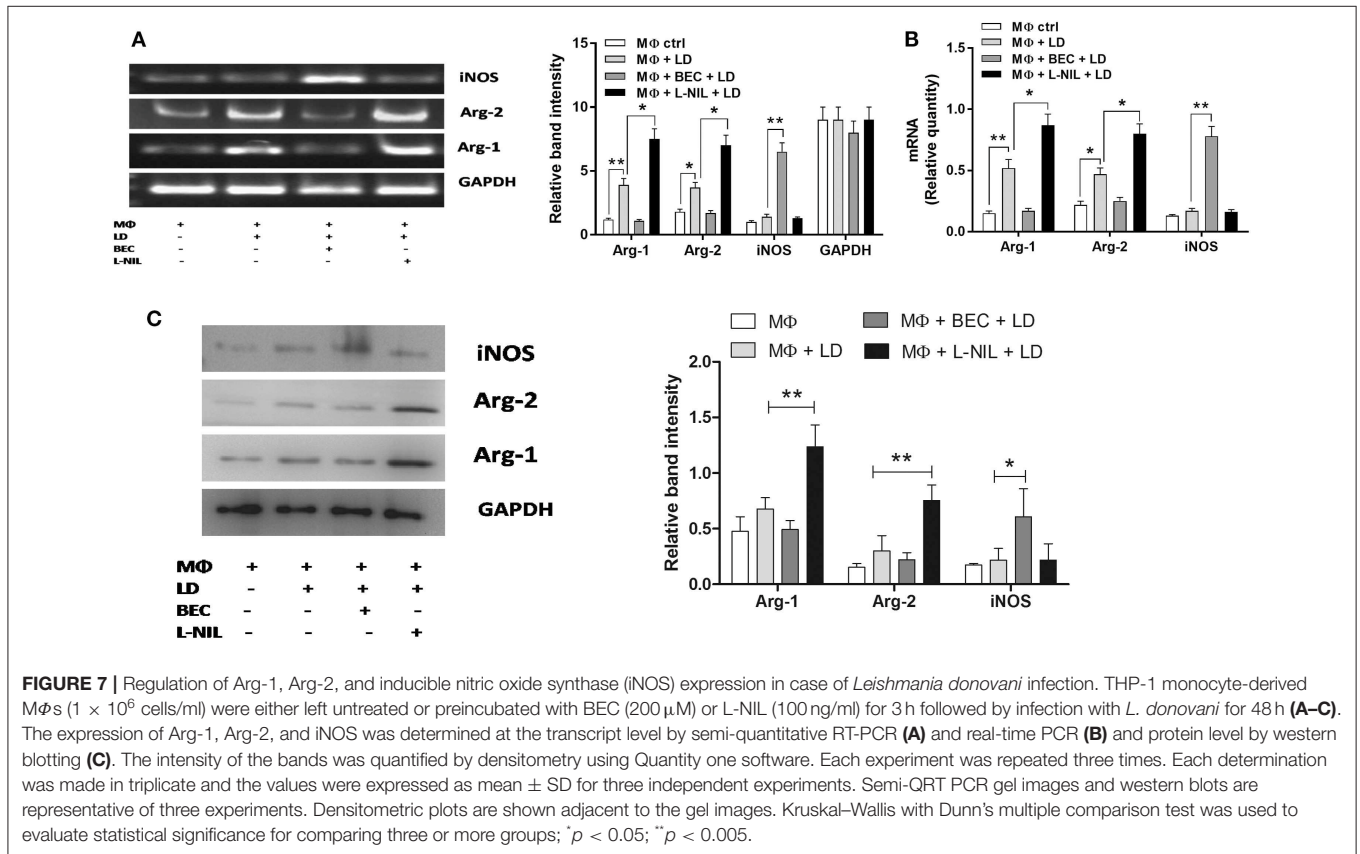 A
iNOS
Arg-2
Arg-1
GAPDH
MΦ + + + +
LD - + + +
BEC - - + -
L-NIL - - - +
Relative band intensity
15
10
5
0
MΦ ctrl
MΦ + LD
MΦ + BEC + LD
MΦ + L-NIL + LD
** * * * **
Arg-1 Arg-2 iNOS GAPDH
B
mRNA
(Relative quantity)
1.5
1.0
0.5
0.0
MΦ ctrl
MΦ + LD
MΦ + BEC + LD
MΦ + L-NIL + LD
** * * * **
Arg-1 Arg-2 iNOS
C
iNOS
Arg-2
Arg-1
GAPDH
MΦ + + + +
LD - + + +
BEC - - + -
L-NIL - - - +
MΦ MΦ + BEC + LD
MΦ + LD MΦ + L-NIL + LD
Relative band intensity
2.0
1.5
1.0
0.5
0.0
** ** *
Arg-1 Arg-2 iNOS
FIGURE 7 | Regulation of Arg-1, Arg-2, and inducible nitric oxide synthase (iNOS) expression in case of Leishmania donovani infection. THP-1 monocyte-derived
MΦs (1 × 10⁶ cells/ml) were either left untreated or preincubated with BEC (200 μM) or L-NIL (100 ng/ml) for 3 h followed by infection with L. donovani for 48 h (A–C).
The expression of Arg-1, Arg-2, and iNOS was determined at the transcript level by semi-quantitative RT-PCR (A) and real-time PCR (B) and protein level by western
blotting (C). The intensity of the bands was quantified by densitometry using Quantity one software. Each experiment was repeated three times. Each determination
was made in triplicate and the values were expressed as mean ± SD for three independent experiments. Semi-QRT PCR gel images and western blots are
representative of three experiments. Densitometric plots are shown adjacent to the gel images. Kruskal–Wallis with Dunn's multiple comparison test was used to
evaluate statistical significance for comparing three or more groups; *p < 0.05; **p < 0.005.